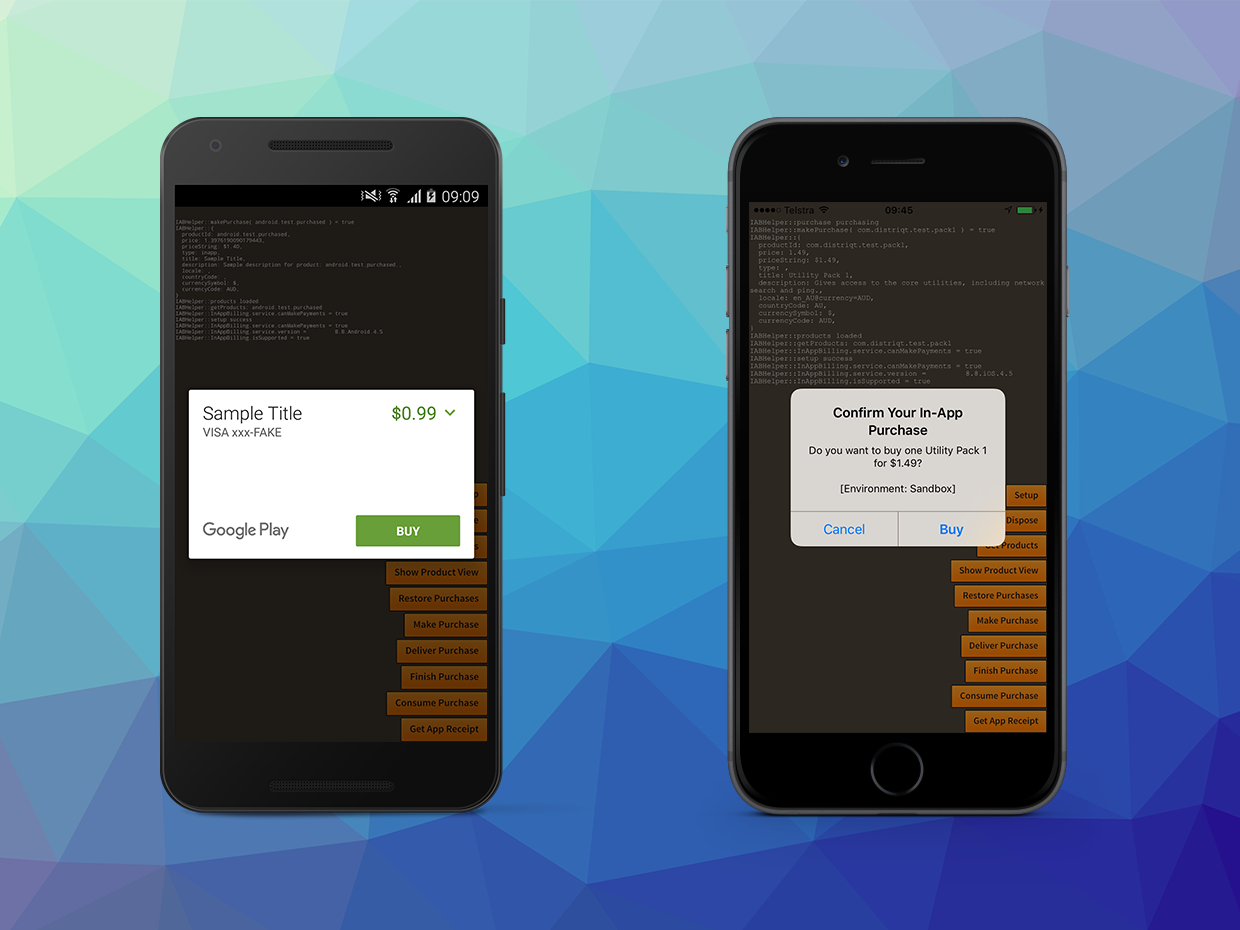 09:09
IABHelper::makePurchase( android.test.purchased ) = true
IABHelper::{
productId: android.test.purchased,
price: 1.3976190090179443,
priceString: $1.40,
type: inapp,
title: Sample Title,
description: Sample description for product: android.test.purchased.,
locale:
countryCode: ,
currencySymbol: $,
currencyCode: AUD,
}
IABHelper::products loaded
IABHelper::getProducts: android.test.purchased
IABHelper::InAppBilling.service.canMakePayments = true
IABHelper::setup success
IABHelper::InAppBilling.service.canMakePayments = true
IABHelper::InAppBilling.service.version = 8.8.Android.4.5
IABHelper::InAppBilling.isSupported = true
Sample Title $0.99
VISA xxx-FAKE
Google Play BUY
Show Product View
Restore Purchases
Make Purchase
Deliver Purchase
Finish Purchase
Consume Purchase
Get App Receipt
Telstra 09:45
IABHelper::purchase purchasing
IABHelper::makePurchase( com.distriqt.test.pack1 ) = true
IABHelper::{
productId: com.distriqt.test.pack1,
price: 1.49,
priceString: $1.49,
type: ,
title: Utility Pack 1,
description: Gives access to the core utilities, including network
search and ping.,
locale: en_AU@currency=AUD,
countryCode: AU,
currencySymbol: $,
currencyCode: AUD,
}
IABHelper::products loaded
IABHelper::getProducts: com.distriqt.test.pack1
IABHelper::InAppBilling.service.canMakePayments = true
IABHelper::setup success
IABHelper::InAppBilling.service.canMakePayments = true
IABHelper::InAppBilling.service.version = 8.8.iOS.4.5
IABHelper::InAppBilling.isSupported = true
Confirm Your In-App
Purchase
Do you want to buy one Utility Pack 1
for $1.49?
[Environment: Sandbox]
Cancel Buy
Setup
Dispose
Get Products
Show Product View
Restore Purchases
Make Purchase
Deliver Purchase
Finish Purchase
Consume Purchase
Get App Receipt